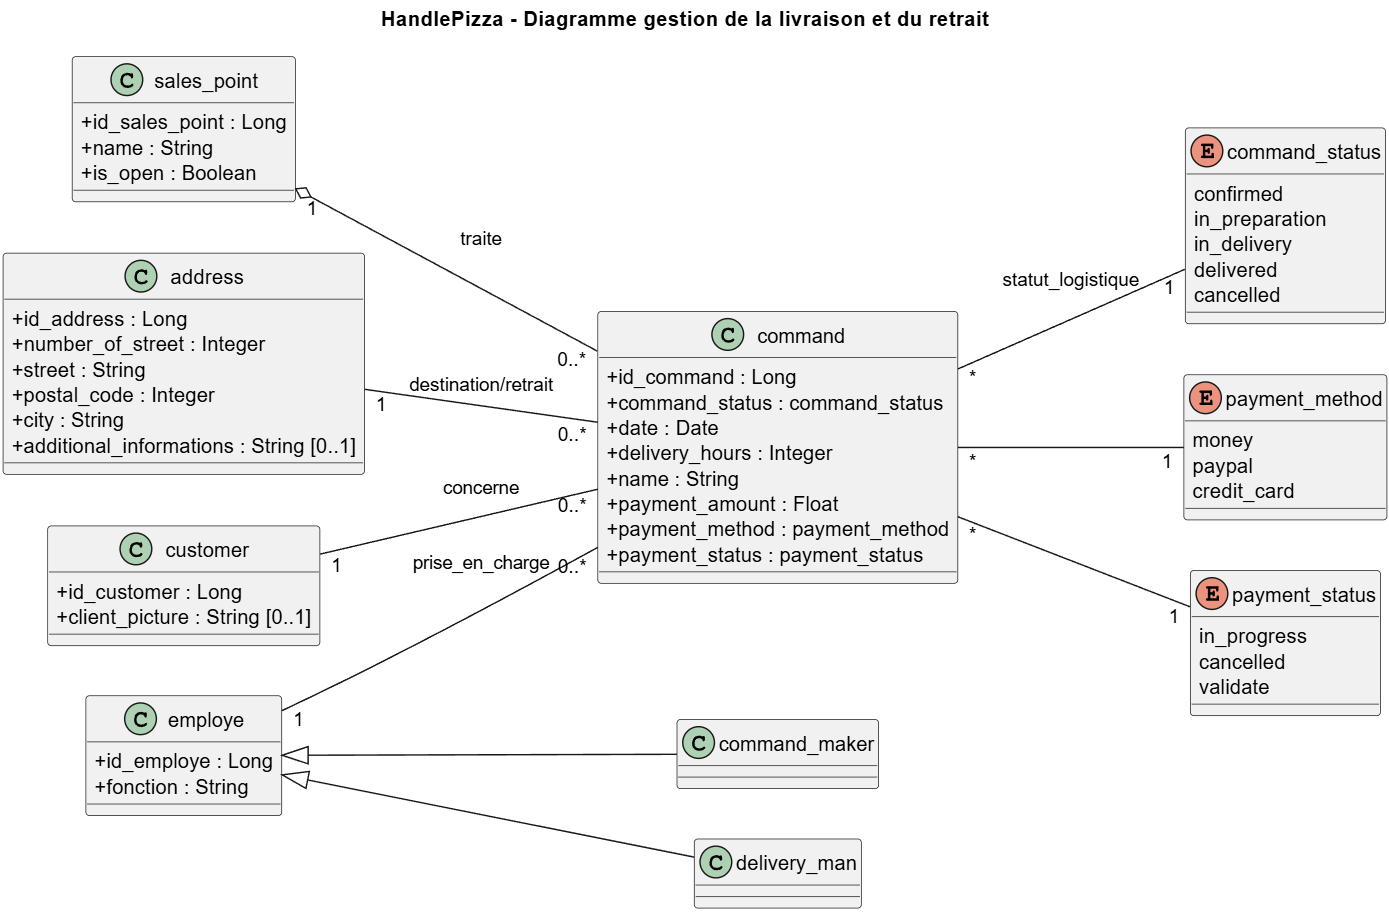 HandlePizza - Diagramme gestion de la livraison et du retrait
C sales_point
+id_sales_point : Long
+name : String
+is_open : Boolean
1
traite
0..*
C address
+id_address : Long
+number_of_street : Integer
+street : String
+postal_code : Integer
+city : String
+additional_informations : String [0..1]
1
destination/retrait
0..*
C customer
+id_customer : Long
+client_picture : String [0..1]
1
concerne
0..*
C employe
+id_employe : Long
+fonction : String
1
prise_en_charge
0..*
C command
+id_command : Long
+command_status : command_status
+date : Date
+delivery_hours : Integer
+name : String
+payment_amount : Float
+payment_method : payment_method
+payment_status : payment_status
C command_maker
C delivery_man
statut_logistique
*
1
E command_status
confirmed
in_preparation
in_delivery
delivered
cancelled
*
1
E payment_method
money
paypal
credit_card
*
1
E payment_status
in_progress
cancelled
validate